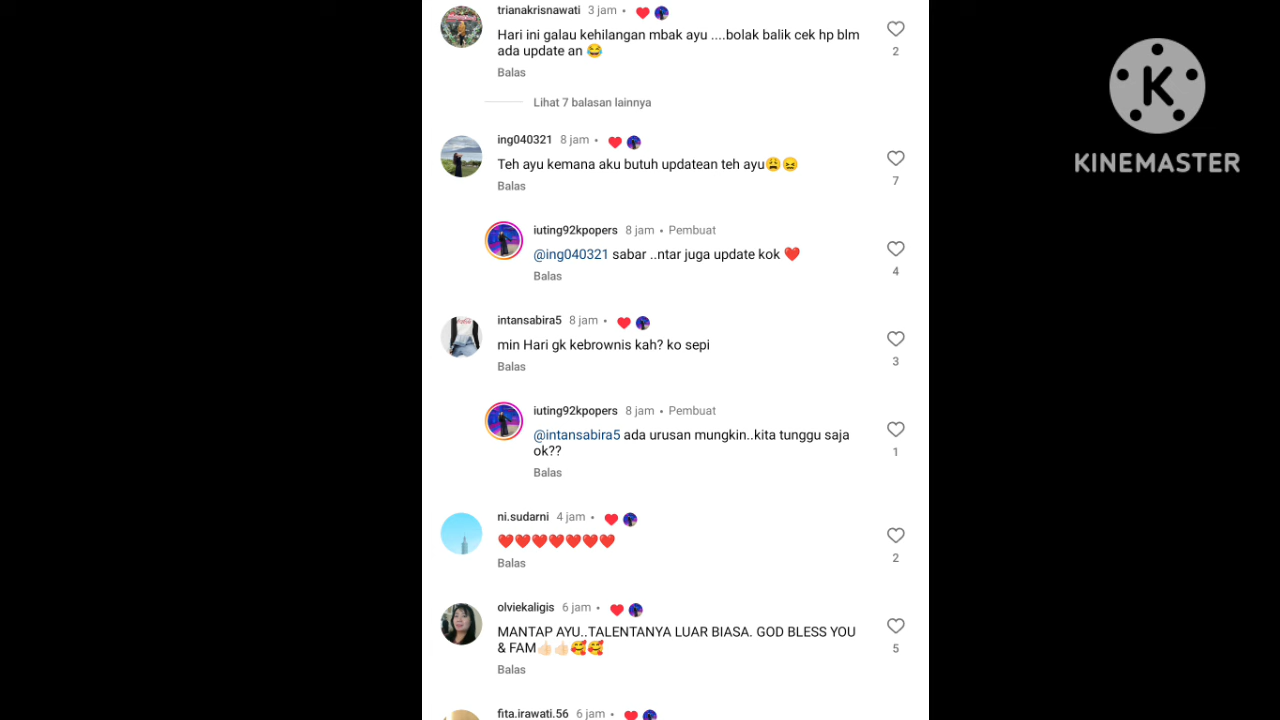 trianakrisnawati 3 jam •
Hari ini galau kehilangan mbak ayu ....bolak balik cek hp blm
ada update an 😂
2
Balas
Lihat 7 balasan lainnya
ing040321 8 jam •
Teh ayu kemana aku butuh updatean teh ayu😩😖
7
Balas
iuting92kpopers 8 jam • Pembuat
@ing040321 sabar ..ntar juga update kok ❤️
4
Balas
intansabira5 8 jam •
min Hari gk kebrownis kah? ko sepi
3
Balas
iuting92kpopers 8 jam • Pembuat
@intansabira5 ada urusan mungkin..kita tunggu saja
ok??
1
Balas
ni.sudarni 4 jam •
❤️❤️❤️❤️❤️❤️❤️
2
Balas
olviekaligis 6 jam •
MANTAP AYU..TALENTANYA LUAR BIASA. GOD BLESS YOU
& FAM👍🏻👍🏻🥰🥰
5
Balas
fita.irawati.56 6 jam •
K
KINEMASTER